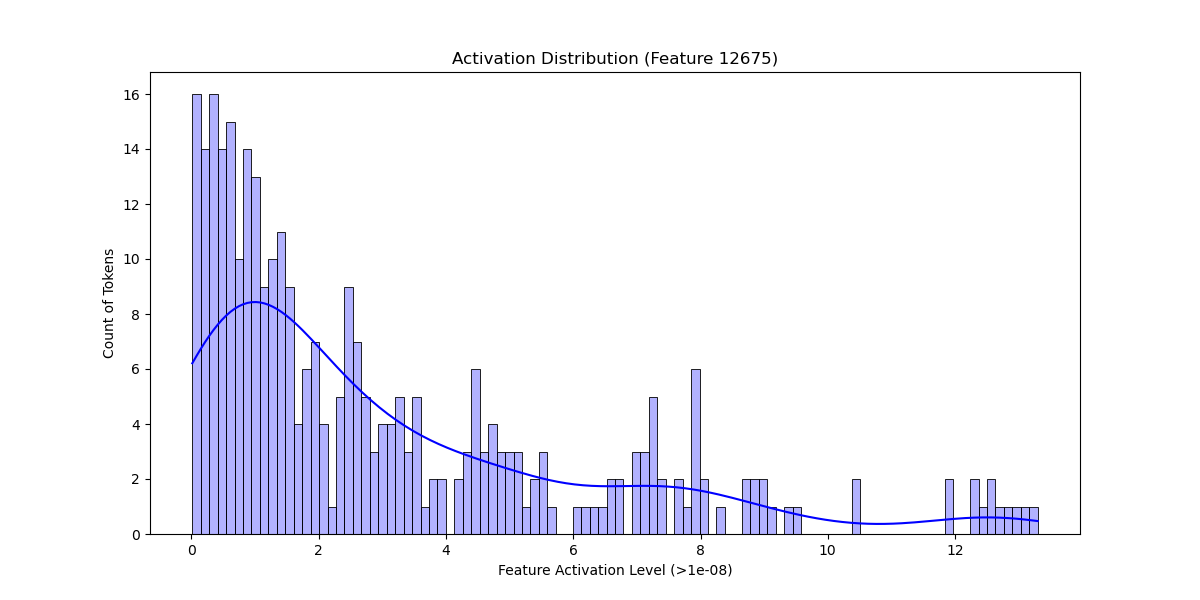 Activation Distribution (Feature 12675)
16
14
12
10
8
6
4
2
0
Count of Tokens
0 2 4 6 8 10 12
Feature Activation Level (>1e-08)